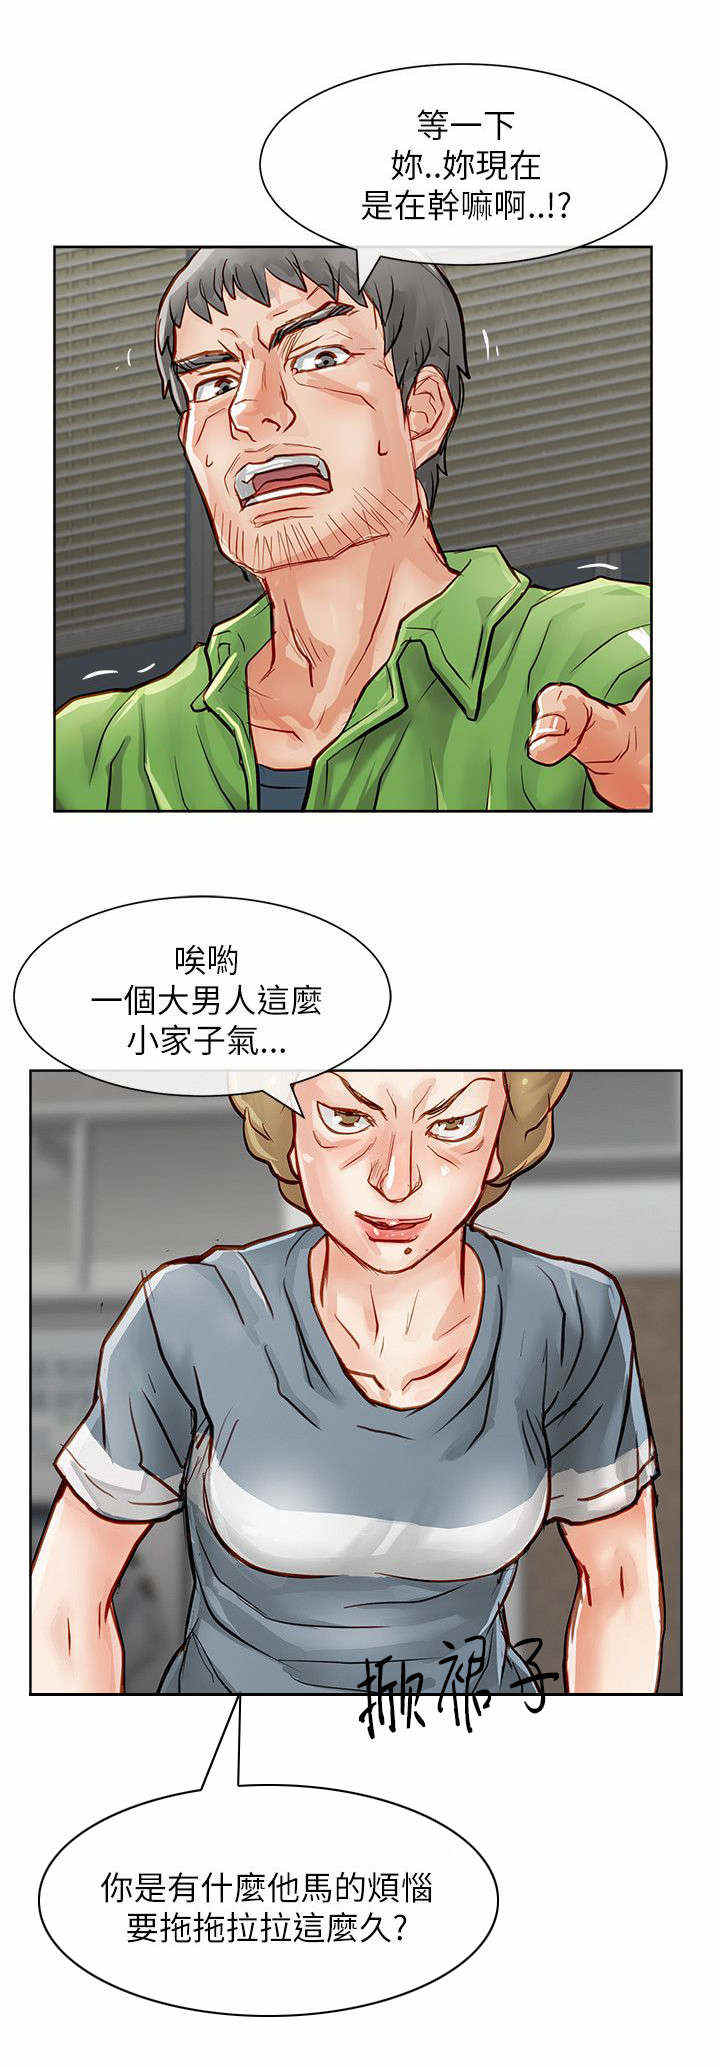 等一下
妳..妳現在
是在幹嘛啊..!?
唉喲
一個大男人這麼
小家子氣...
掀裙子
你是有什麼他馬的煩惱
要拖拖拉拉這麼久?